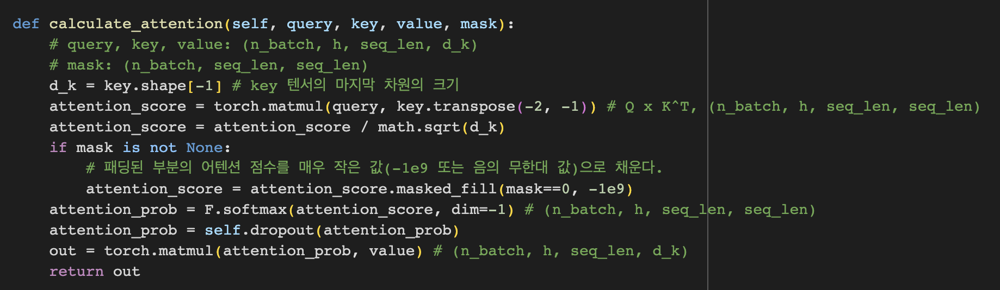 def calculate_attention(self, query, key, value, mask):
    # query, key, value: (n_batch, h, seq_len, d_k)
    # mask: (n_batch, seq_len, seq_len)
    d_k = key.shape[-1] # key 텐서의 마지막 차원의 크기
    attention_score = torch.matmul(query, key.transpose(-2, -1)) # Q x K^T, (n_batch, h, seq_len, seq_len)
    attention_score = attention_score / math.sqrt(d_k)
    if mask is not None:
        # 패딩된 부분의 어텐션 점수를 매우 작은 값(-1e9 또는 음의 무한대 값)으로 채운다.
        attention_score = attention_score.masked_fill(mask==0, -1e9)
    attention_prob = F.softmax(attention_score, dim=-1) # (n_batch, h, seq_len, seq_len)
    attention_prob = self.dropout(attention_prob)
    out = torch.matmul(attention_prob, value) # (n_batch, h, seq_len, d_k)
    return out